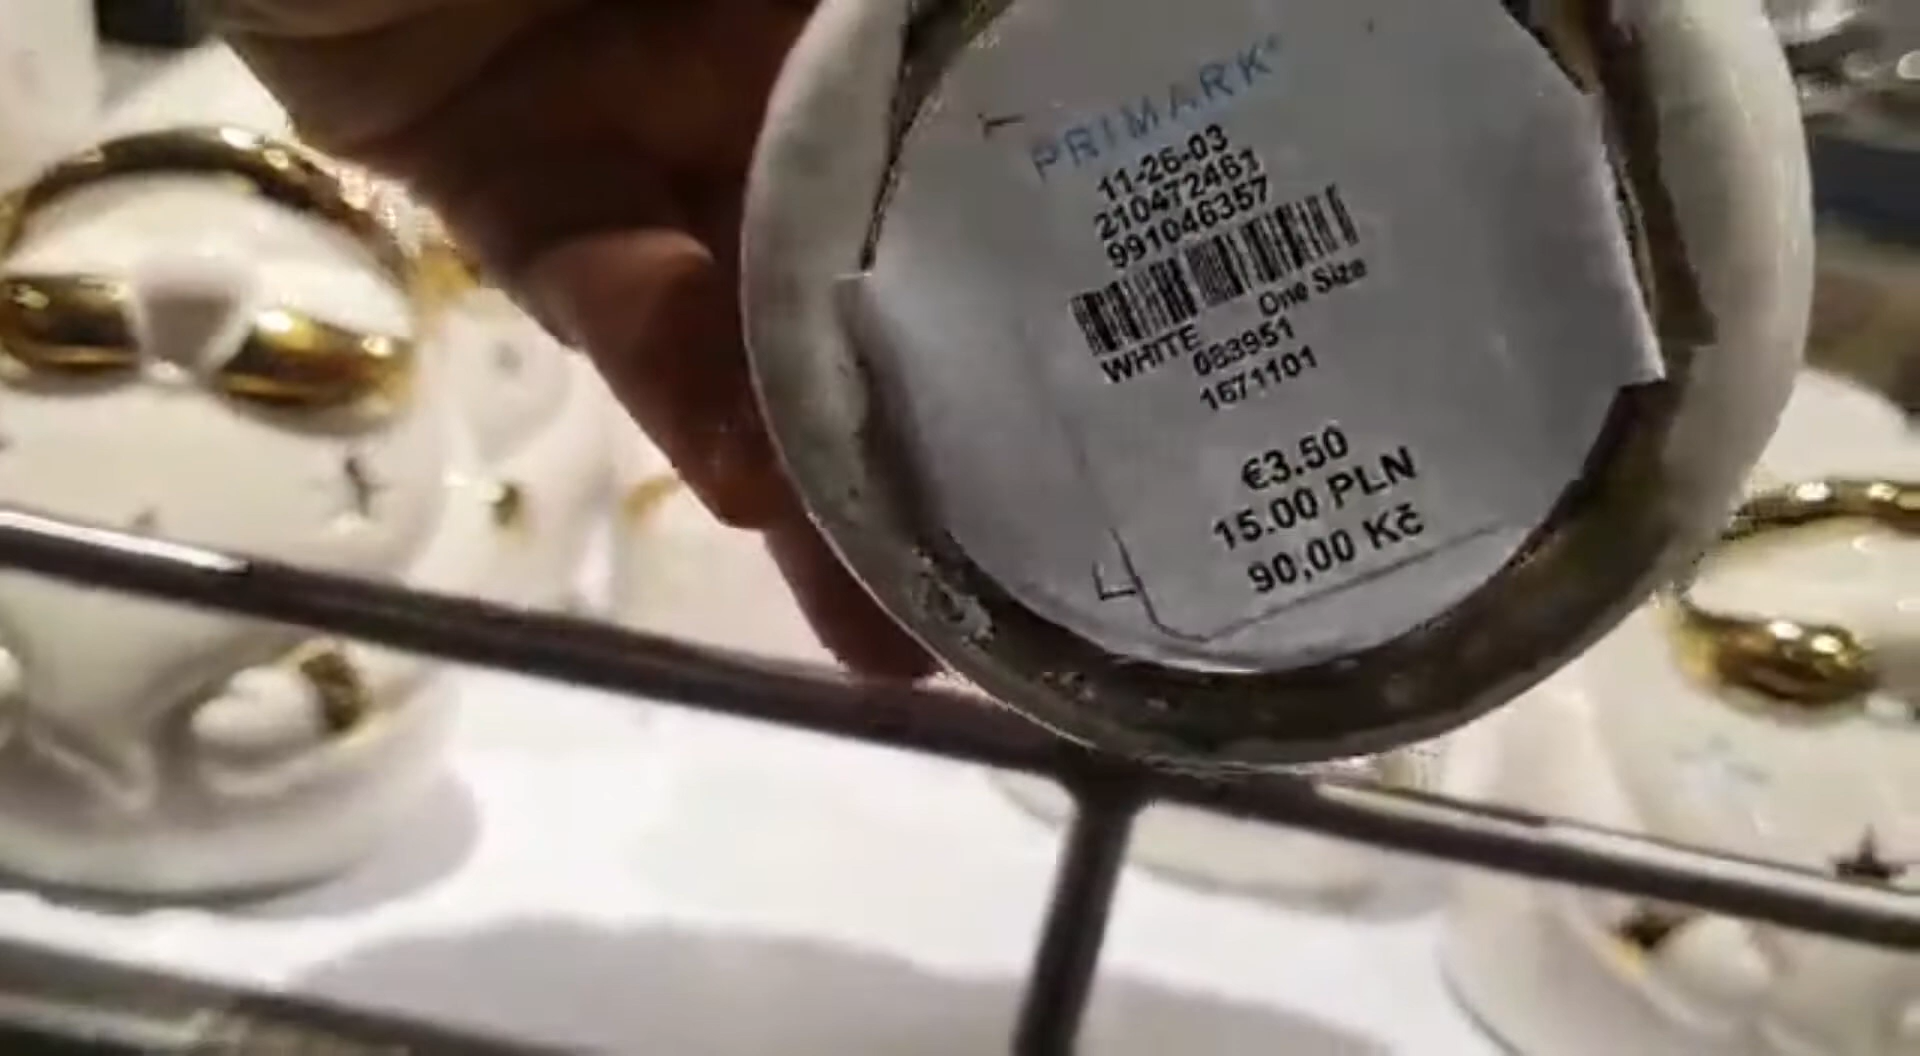 PRIMARK
11-26-03
210472461
991046357
WHITE One Size
083951
1671101
€3.50
15.00 PLN
90,00 Kč